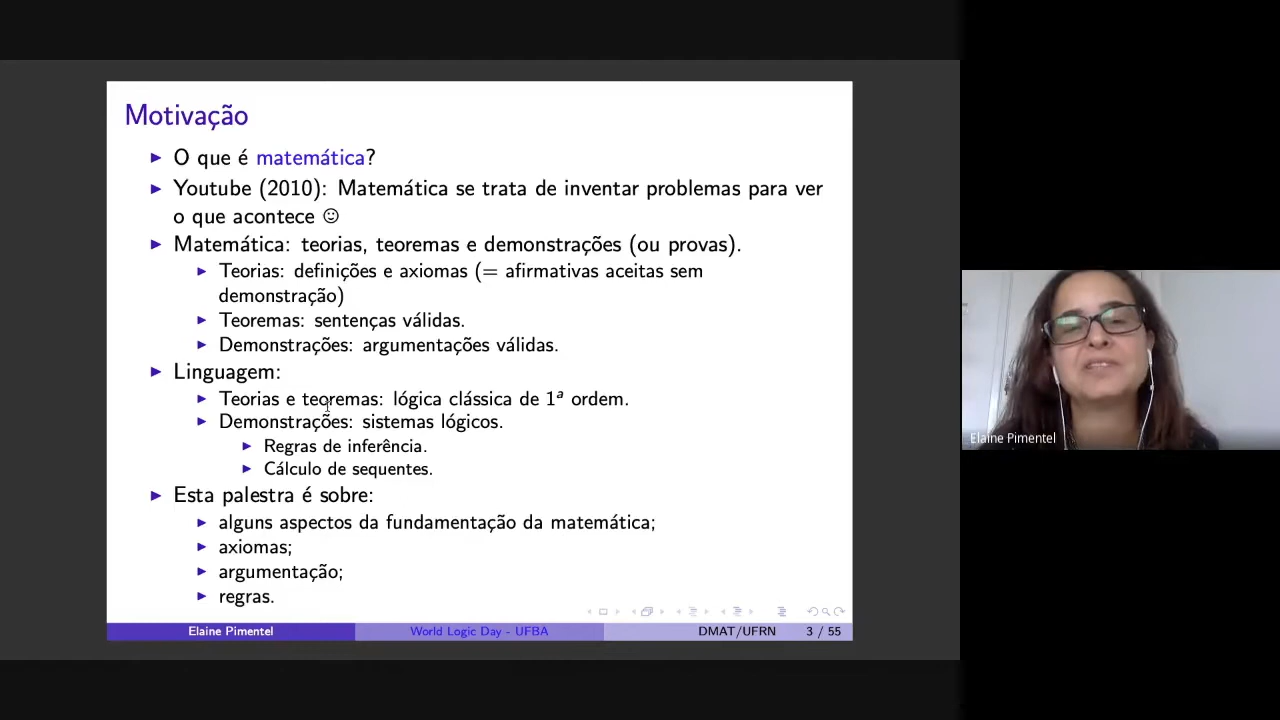 Motivação
O que é matemática?
Youtube (2010): Matemática se trata de inventar problemas para ver
o que acontece ☺
Matemática: teorias, teoremas e demonstrações (ou provas).
Teorias: definições e axiomas (= afirmativas aceitas sem
demonstração)
Teoremas: sentenças válidas.
Demonstrações: argumentações válidas.
Linguagem:
Teorias e teoremas: lógica clássica de 1ª ordem.
Demonstrações: sistemas lógicos.
Regras de inferência.
Cálculo de sequentes.
Esta palestra é sobre:
alguns aspectos da fundamentação da matemática;
axiomas;
argumentação;
regras.
Elaine Pimentel World Logic Day - UFBA DMAT/UFRN 3 / 55
Elaine Pimentel